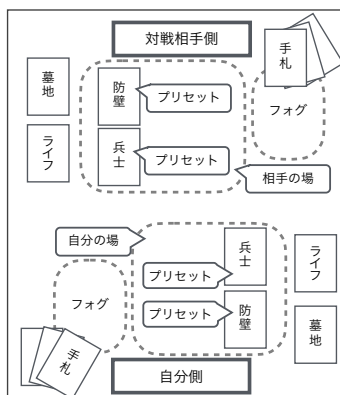 対戦相手側
手札
墓地
防壁
プリセット
フォグ
ライフ
兵士
プリセット
相手の場
自分の場
兵士
ライフ
プリセット
フォグ
防壁
プリセット
墓地
手札
自分側